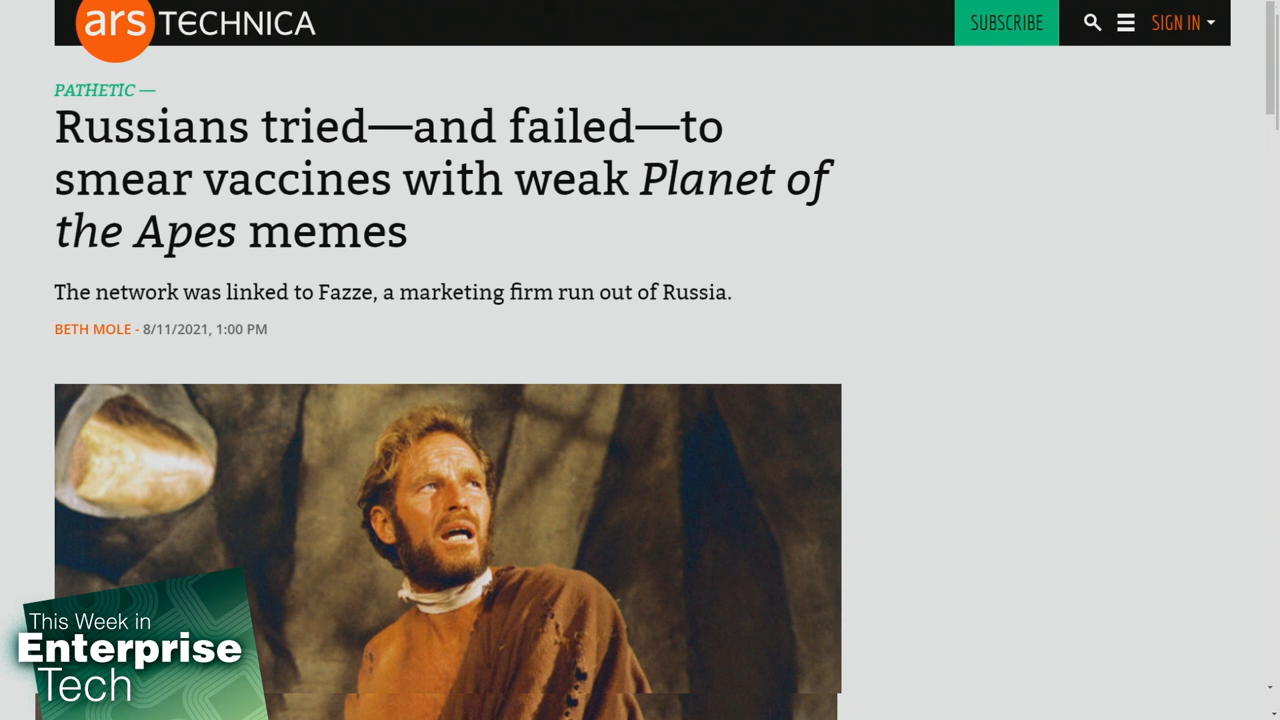 ars TECHNICA
SUBSCRIBE
SIGN IN
PATHETIC —
Russians tried—and failed—to
smear vaccines with weak Planet of
the Apes memes
The network was linked to Fazze, a marketing firm run out of Russia.
BETH MOLE - 8/11/2021, 1:00 PM
This Week in
Enterprise
Tech